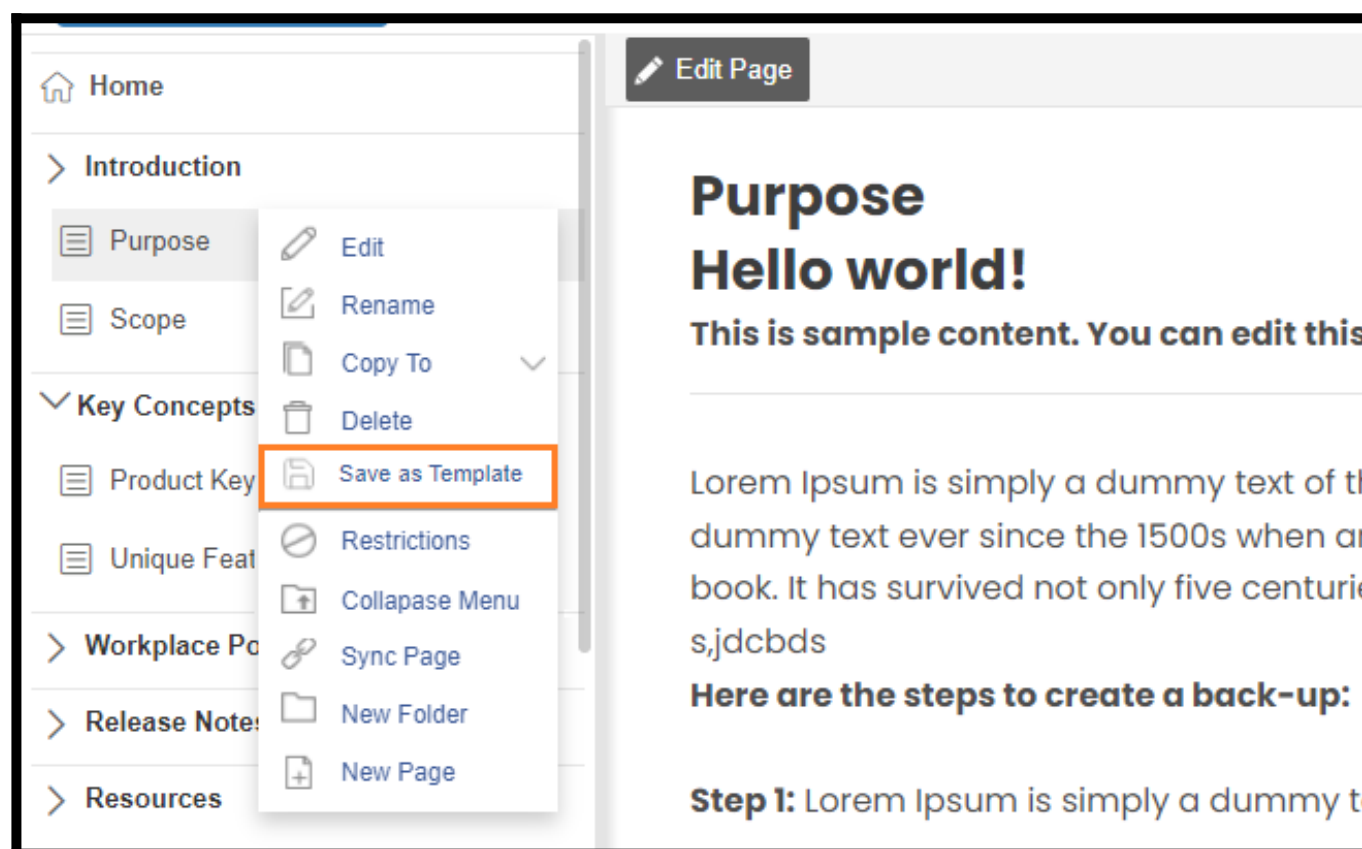 Home
Introduction
Purpose
Scope
Key Concepts
Product Key
Unique Feat
Workplace Po
Release Notes
Resources
Edit
Rename
Copy To
Delete
Save as Template
Restrictions
Collapase Menu
Sync Page
New Folder
New Page
Edit Page
Purpose
Hello world!
This is sample content. You can edit this
Lorem Ipsum is simply a dummy text of th
dummy text ever since the 1500s when an
book. It has survived not only five centurie
s,jdcbds
Here are the steps to create a back-up:
Step 1: Lorem Ipsum is simply a dummy te